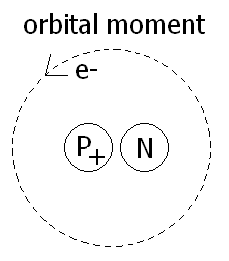 orbital moment
e-
P+ N